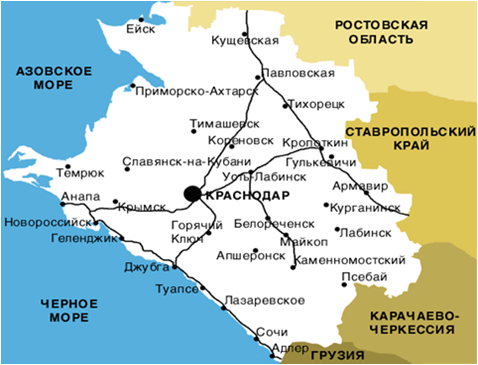 Ейск
РОСТОВСКАЯ
ОБЛАСТЬ
Кущевская
АЗОВСКОЕ
МОРЕ
Павловская
Приморско-Ахтарск
Тихорецк
Тимашевск
СТАВРОПОЛЬСКИЙ
КРАЙ
Кореновск
Кропоткин
Славянск-на-Кубани
Гулькевичи
Темрюк
Усть-Лабинск
Армавир
Анапа
КРАСНОДАР
Крымск
Курганинск
Новороссийск
Горячий
Ключ
Белореченск
Лабинск
Геленджик
Майкоп
Апшеронск
Каменномостский
Джубга
Псебай
Туапсе
ЧЕРНОЕ
МОРЕ
Лазаревское
КАРАЧАЕВО-
ЧЕРКЕССИЯ
Сочи
Адлер
ГРУЗИЯ